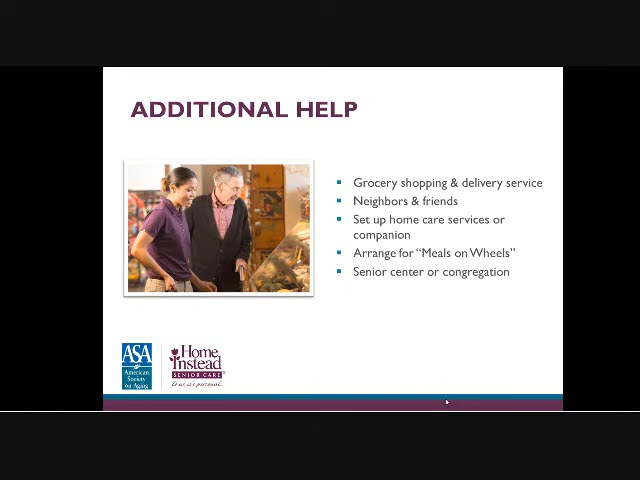 ADDITIONAL HELP
Grocery shopping & delivery service
Neighbors & friends
Set up home care services or
companion
Arrange for “Meals on Wheels”
Senior center or congregation
ASA
American
Society
on Aging
Home
Instead
SENIOR CARE®
To us, it's personal.